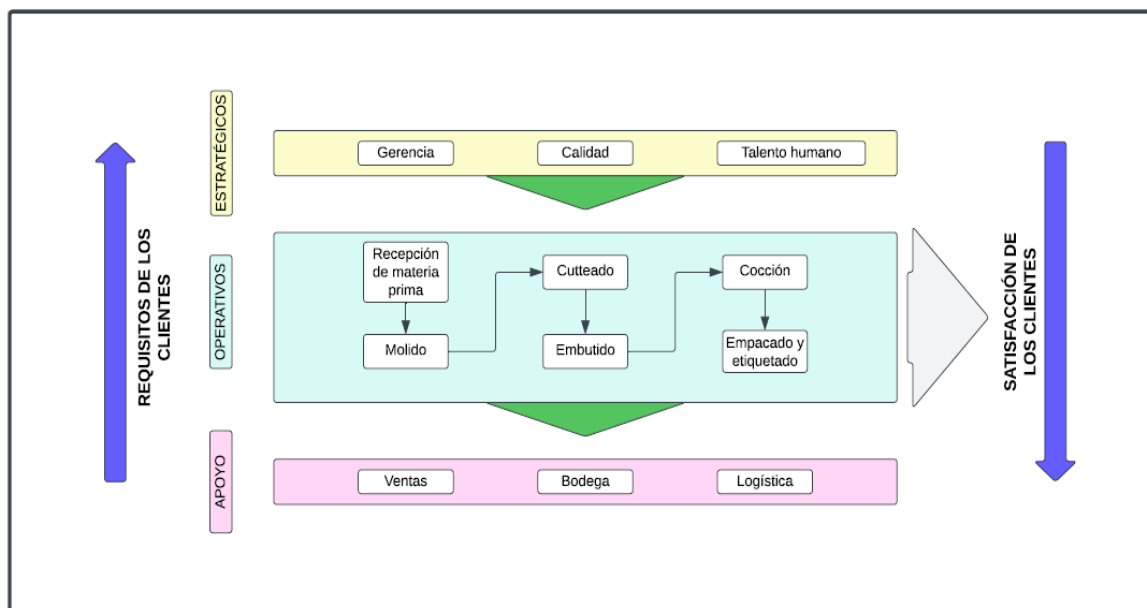 ESTRATÉGICOS
Gerencia
Calidad
Talento humano
REQUISITOS DE LOS
CLIENTES
OPERATIVOS
Recepción
de materia
prima
Molido
Cutteado
Embutido
Cocción
Empacado y
etiquetado
SATISFACCIÓN DE
LOS CLIENTES
APOYO
Ventas
Bodega
Logística